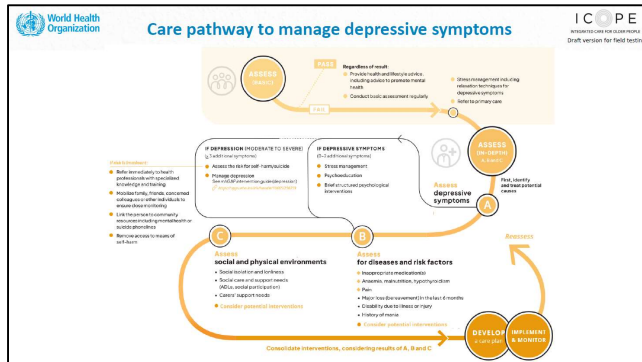 World Health
Organization
Care pathway to manage depressive symptoms
ICOPE
INTEGRATED CARE FOR OLDER PEOPLE
Draft version for field testin
ASSESS
PASS
FAIL
Regardless of result:
Provide health and lifestyle advice,
including advice to promote mental
health
Conduct basic assessment regularly
Stress management including
relaxation techniques for
depressive symptoms
Refer to primary care
ASSESS
(IN-DEPTH)
A, B and C
First, identify
and treat potential
causes
IF DEPRESSION (MODERATE TO SEVERE)
additional symptoms)
Assess the risk for self-harm/suicide
Manage depression
IF DEPRESSIVE SYMPTOMS
additional symptoms)
Stress management
Psychoeducation
Brief structured psychological
interventions
Assess
depressive
symptoms
A
Refer immediately to health
professionals with specialised
knowledge and training
Mobilise family, friends, concerned
colleagues or other individuals to
ensure close monitoring
Link the person to community
resources including mental health or
suicide phonelines
Remove access to means of
self-harm
C
Assess
social and physical environments
Social isolation and lonliness
Social care and support needs
(ADLs, social participation)
Carers' support needs
Consider potential interventions
B
Assess
for diseases and risk factors
Inappropriate medication(s)
Anaemia, malnutrition, hypothyroidism
Pain
Major loss (bereavement) in the last 6 months
Disability due to illness or injury
History of mania
Consider potential interventions
Reassess
DEVELOP
a care plan
IMPLEMENT
& MONITOR
Consolidate interventions, considering results of A, B and C